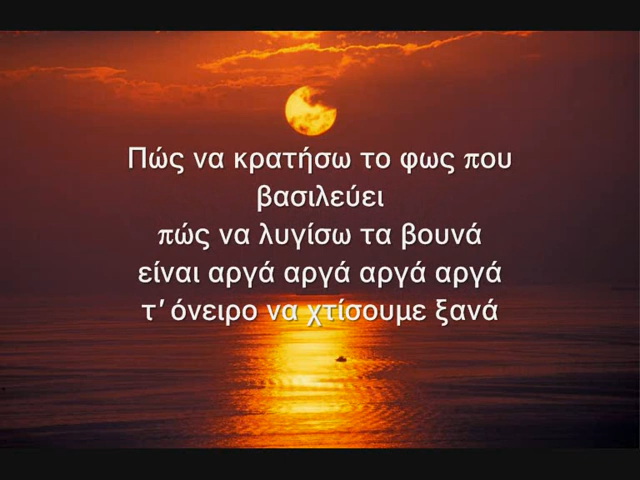 Πώς να κρατήσω το φως που
βασιλεύει
πώς να λυγίσω τα βουνά
είναι αργά αργά αργά αργά
τ' όνειρο να χτίσουμε ξανά